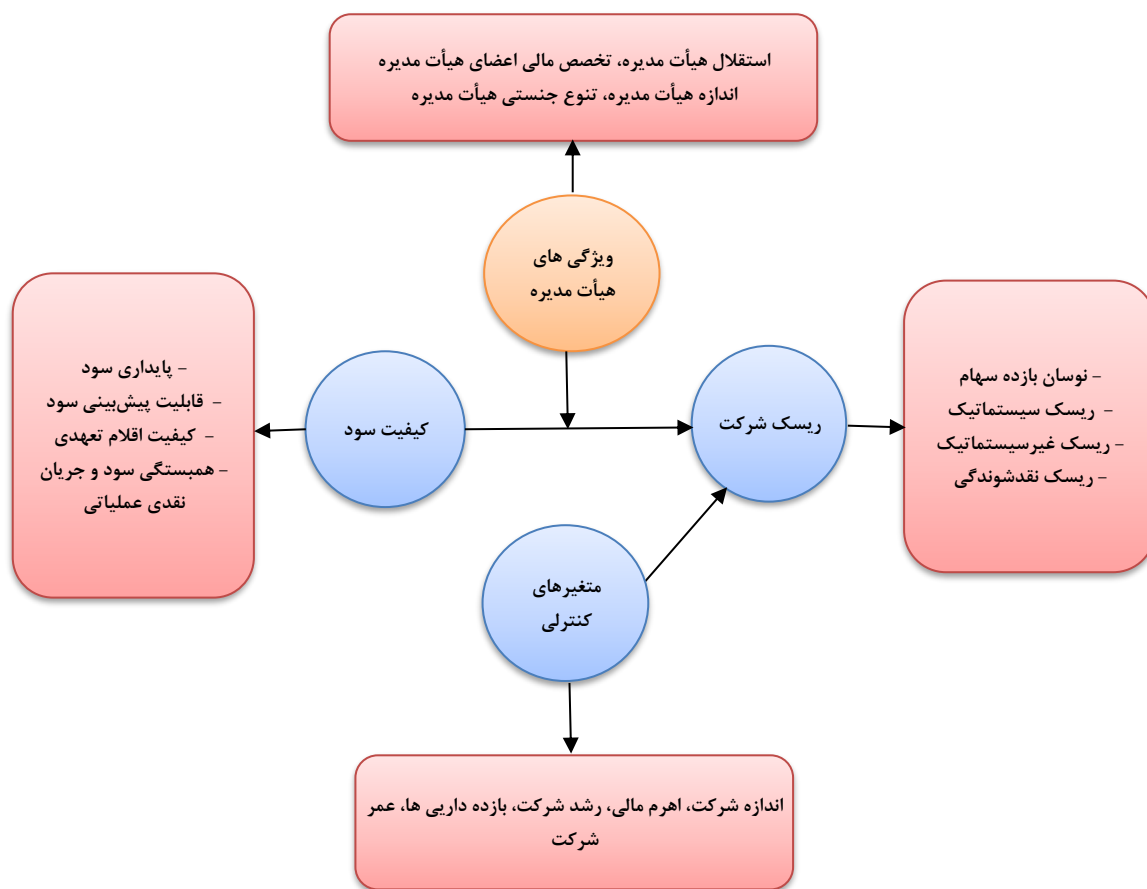 استقلال هیأت مدیره، تخصص مالی اعضای هیأت مدیره
اندازه هیأت مدیره، تنوع جنستی هیأت مدیره
ویژگی های
هیأت مدیره
ریسک شرکت
کیفیت سود
– نوسان بازده سهام
– ریسک سیستماتیک
– ریسک غیرسیستماتیک
– ریسک نقدشوندگی
– پایداری سود
– قابلیت پیش‌بینی سود
– کیفیت اقلام تعهدی
– همبستگی سود و جریان
نقدی عملیاتی
متغیرهای
کنترلی
اندازه شرکت، اهرم مالی، رشد شرکت، بازده داریی ها، عمر
شرکت